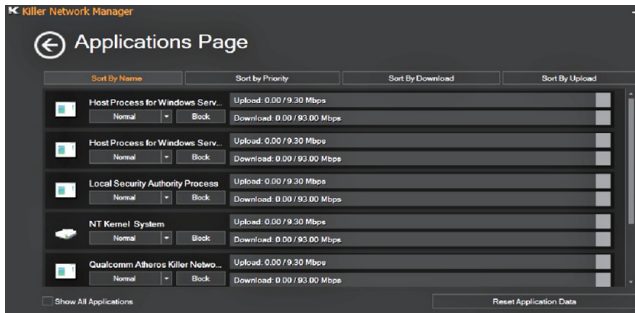 Killer Network Manager
Applications Page
Sort By Name Sort by Priority Sort By Download Sort By Upload
Host Process for Windows Serv... Upload: 0.00 / 9.30 Mbps
Normal Block Download: 0.00 / 93.00 Mbps
Host Process for Windows Serv... Upload: 0.00 / 9.30 Mbps
Normal Block Download: 0.00 / 93.00 Mbps
Local Security Authority Process Upload: 0.00 / 9.30 Mbps
Normal Block Download: 0.00 / 93.00 Mbps
NT Kernel System Upload: 0.00 / 9.30 Mbps
Normal Block Download: 0.00 / 93.00 Mbps
Qualcomm Atheros Killer Netwo... Upload: 0.00 / 9.30 Mbps
Normal Block Download: 0.00 / 93.00 Mbps
Show All Applications Reset Application Data